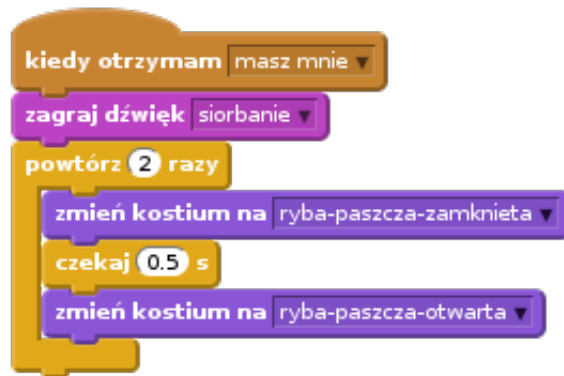 kiedy otrzymam masz mnie
zagraj dźwięk siorbanie
powtórz 2 razy
zmień kostium na ryba-paszcza-zamknieta
czekaj 0.5 s
zmień kostium na ryba-paszcza-otwarta